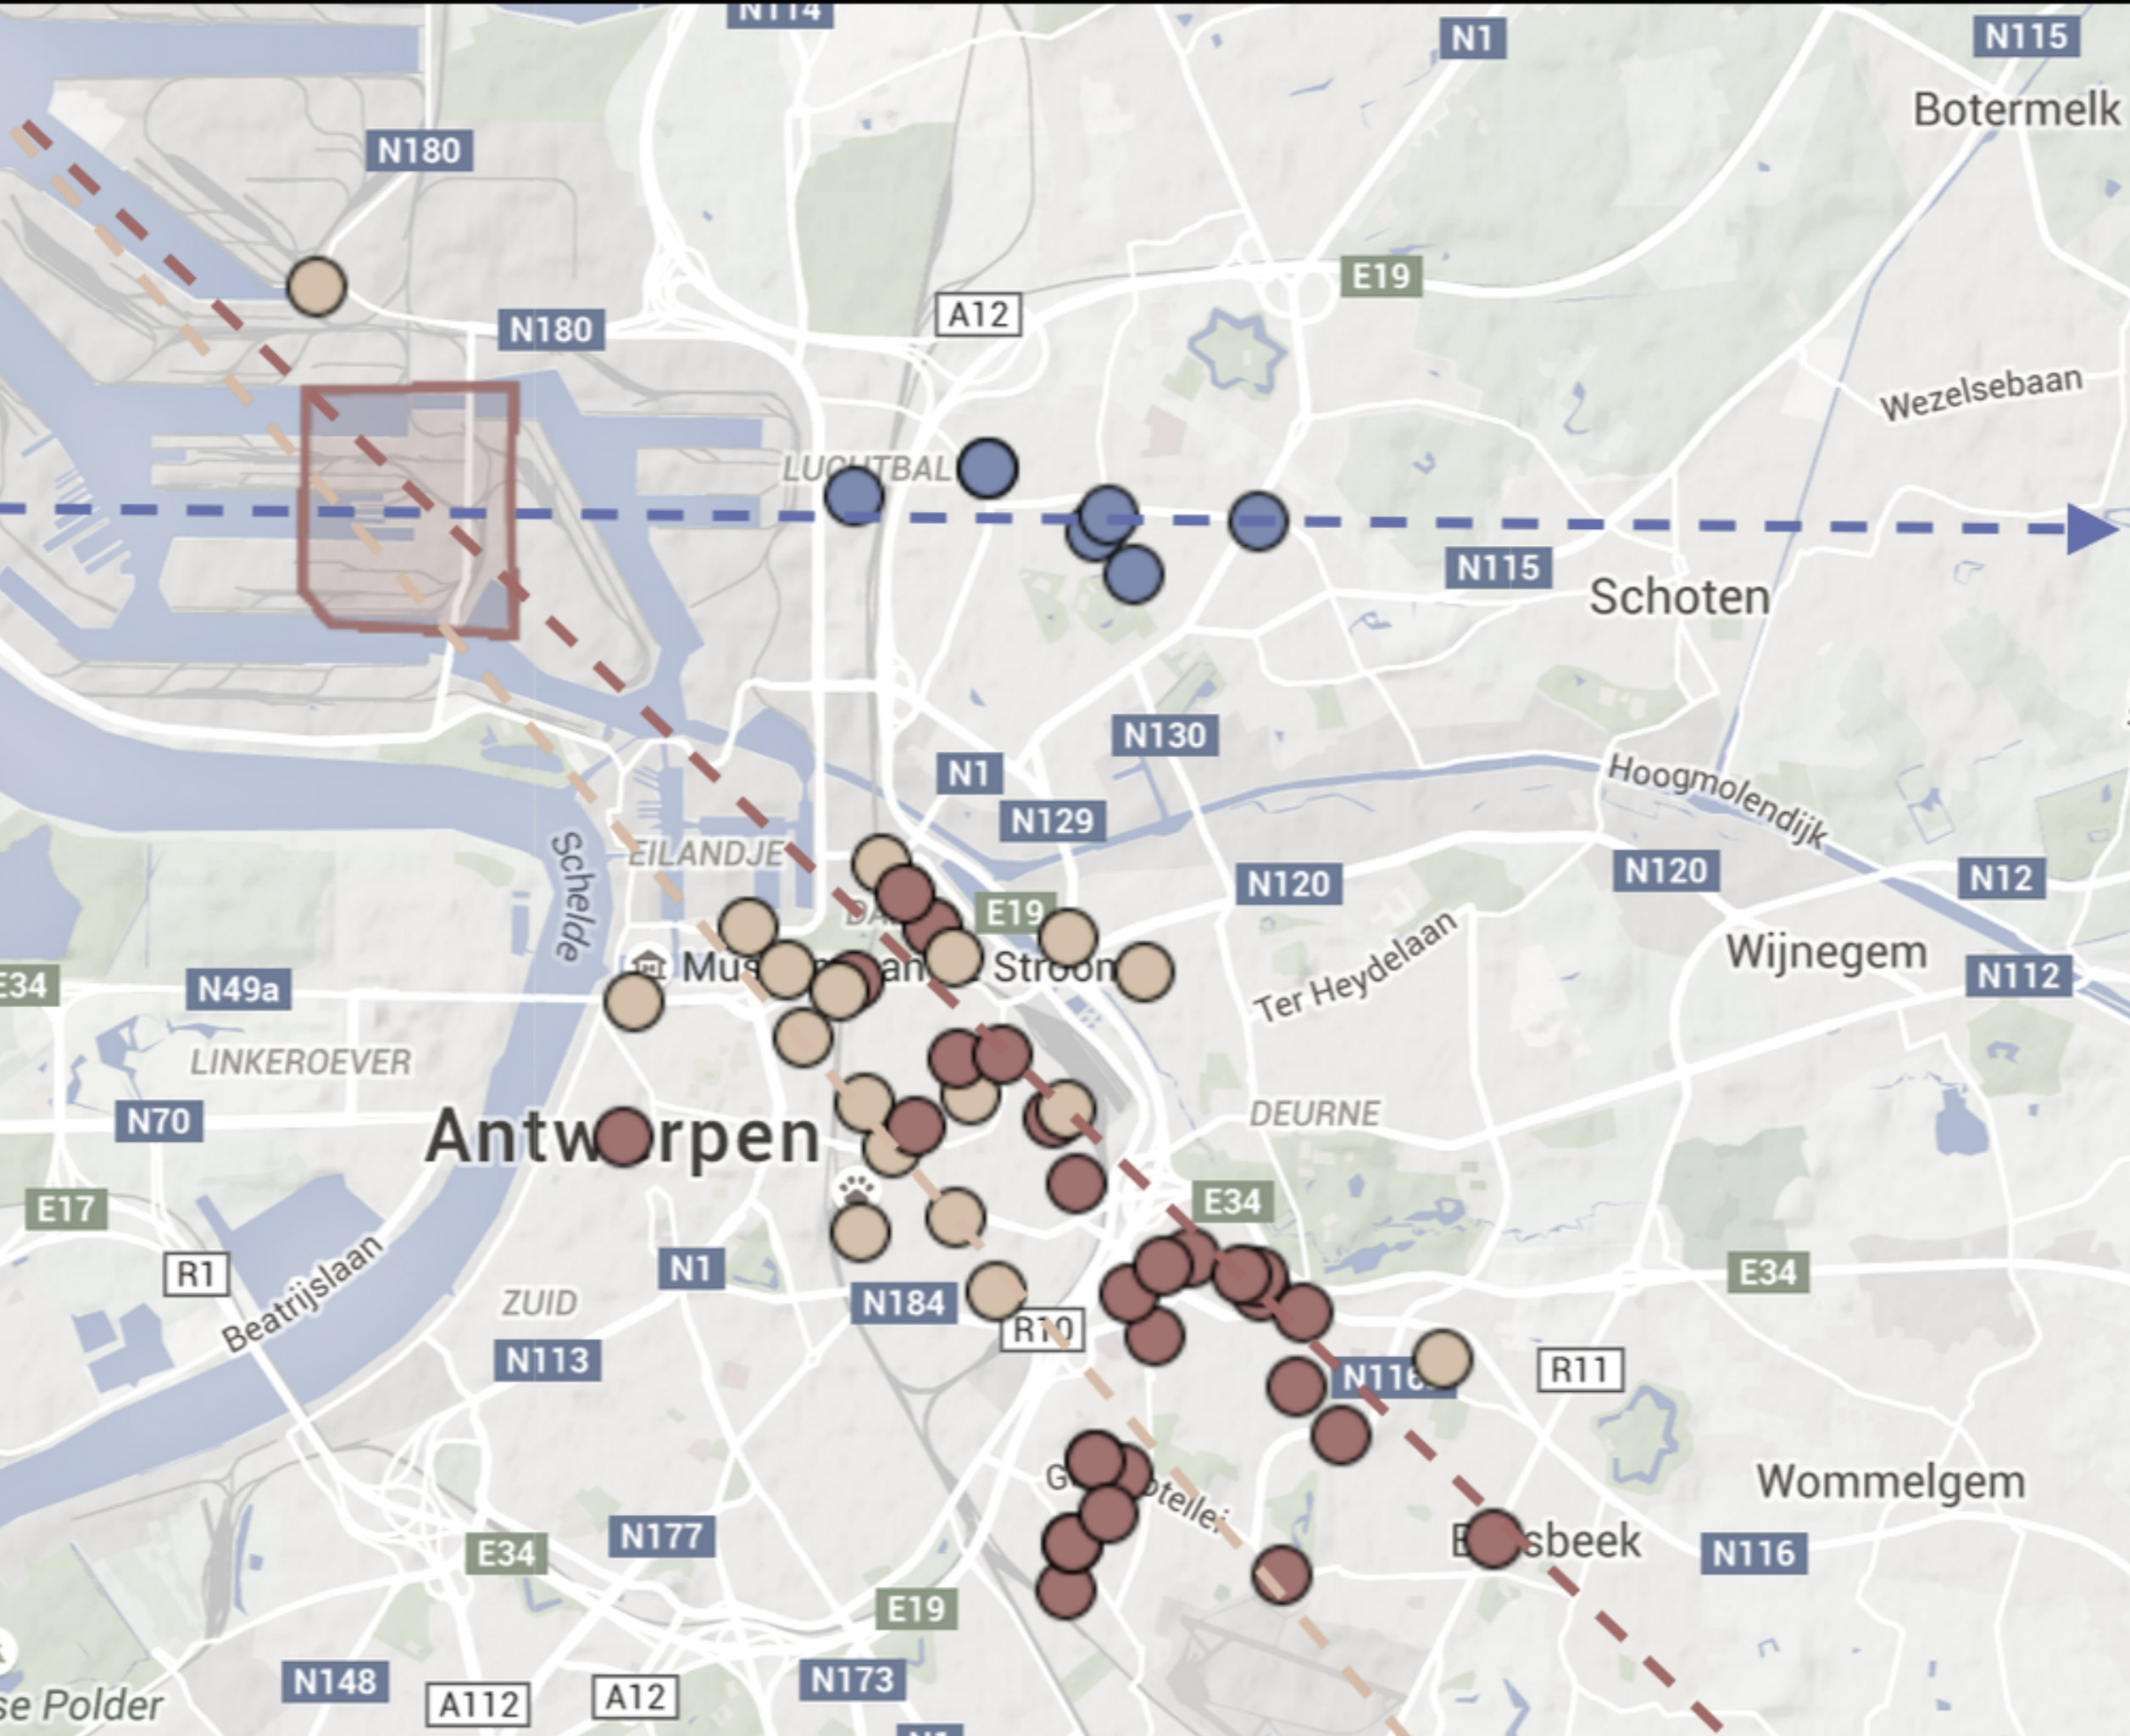 N114
N1
N115
Botermelk
N180
E19
A12
N180
Wezelsebaan
LUCHTBAL
N115
Schoten
N130
N1
Hoogmolendijk
N129
Schelde
EILANDJE
N120
N120
N12
E19
Wijnegem
Ter Heydelaan
N112
E34
N49a
LINKEROEVER
N70
DEURNE
Antwerpen
E17
E34
R1
Beatrijslaan
N1
E34
ZUID
N184
R10
N113
N116
R11
Wommelgem
N177
E34
N116
E19
N148
A112
A12
N173
se Polder
N1